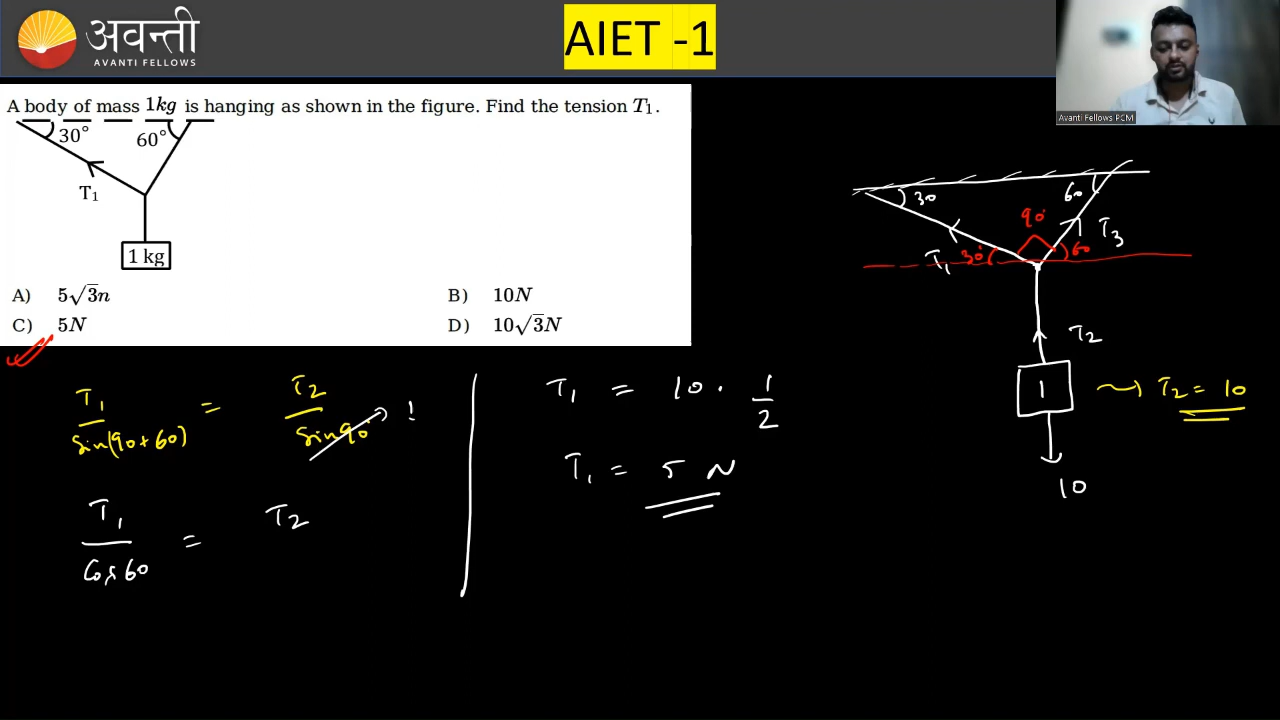 अवन्ती
AVANTI FELLOWS
AIET -1
Avanti Fellows PCM
A body of mass 1kg is hanging as shown in the figure. Find the tension T₁.
30°
60°
T₁
1 kg
A) 5√3n
B) 10N
C) 5N
D) 10√3N
30
60
90°
T₁
30°
60
T₃
T₂
1
T₂ = 10
10
T₁ / sin(90+60) = T₂ / sin90° 1
T₁ / Cos60 = T₂
T₁ = 10 · 1/2
T₁ = 5 N